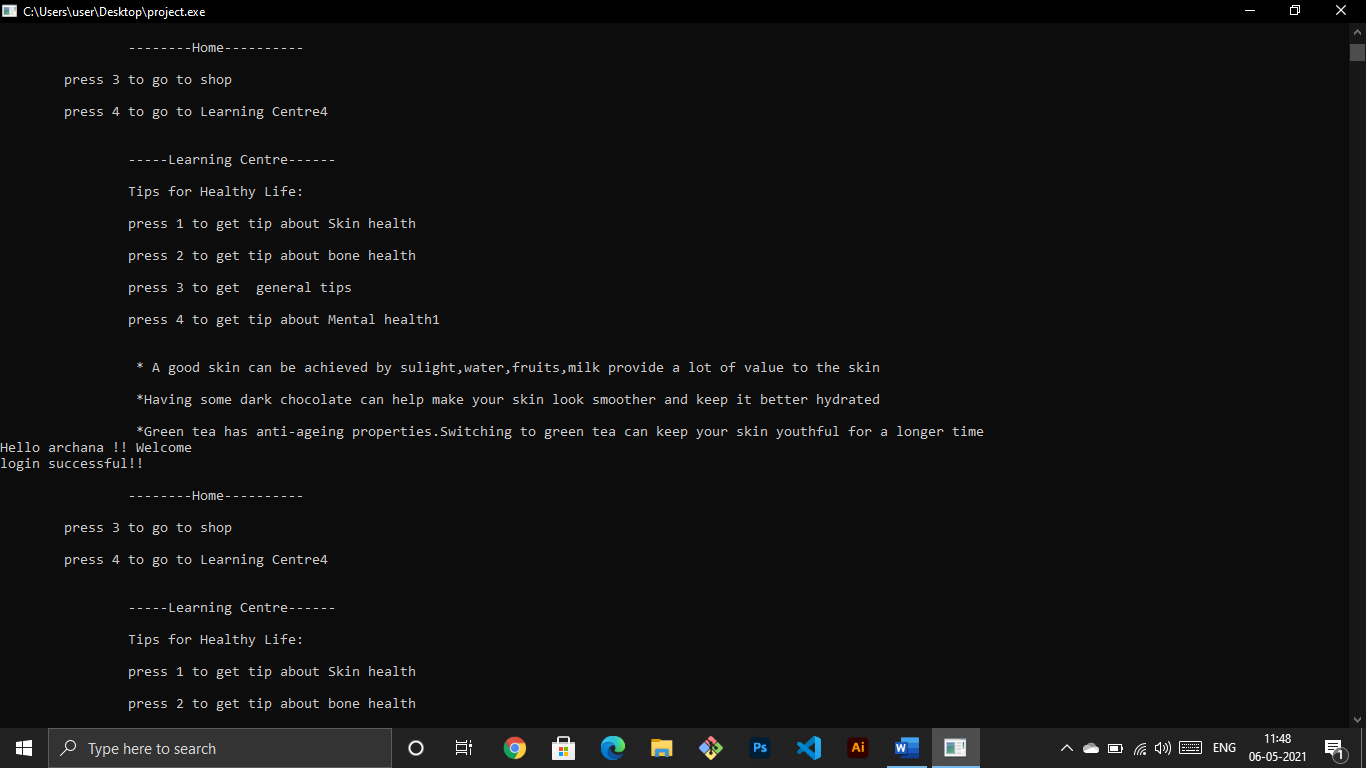 C:\Users\user\Desktop\project.exe
--------Home----------
press 3 to go to shop
press 4 to go to Learning Centre4
-----Learning Centre------
Tips for Healthy Life:
press 1 to get tip about Skin health
press 2 to get tip about bone health
press 3 to get  general tips
press 4 to get tip about Mental health1
* A good skin can be achieved by sulight,water,fruits,milk provide a lot of value to the skin
*Having some dark chocolate can help make your skin look smoother and keep it better hydrated
*Green tea has anti-ageing properties.Switching to green tea can keep your skin youthful for a longer time
Hello archana !! Welcome
login successful!!
--------Home----------
press 3 to go to shop
press 4 to go to Learning Centre4
-----Learning Centre------
Tips for Healthy Life:
press 1 to get tip about Skin health
press 2 to get tip about bone health
Type here to search
Ps
Ai
W
ENG
11:48
06-05-2021
1